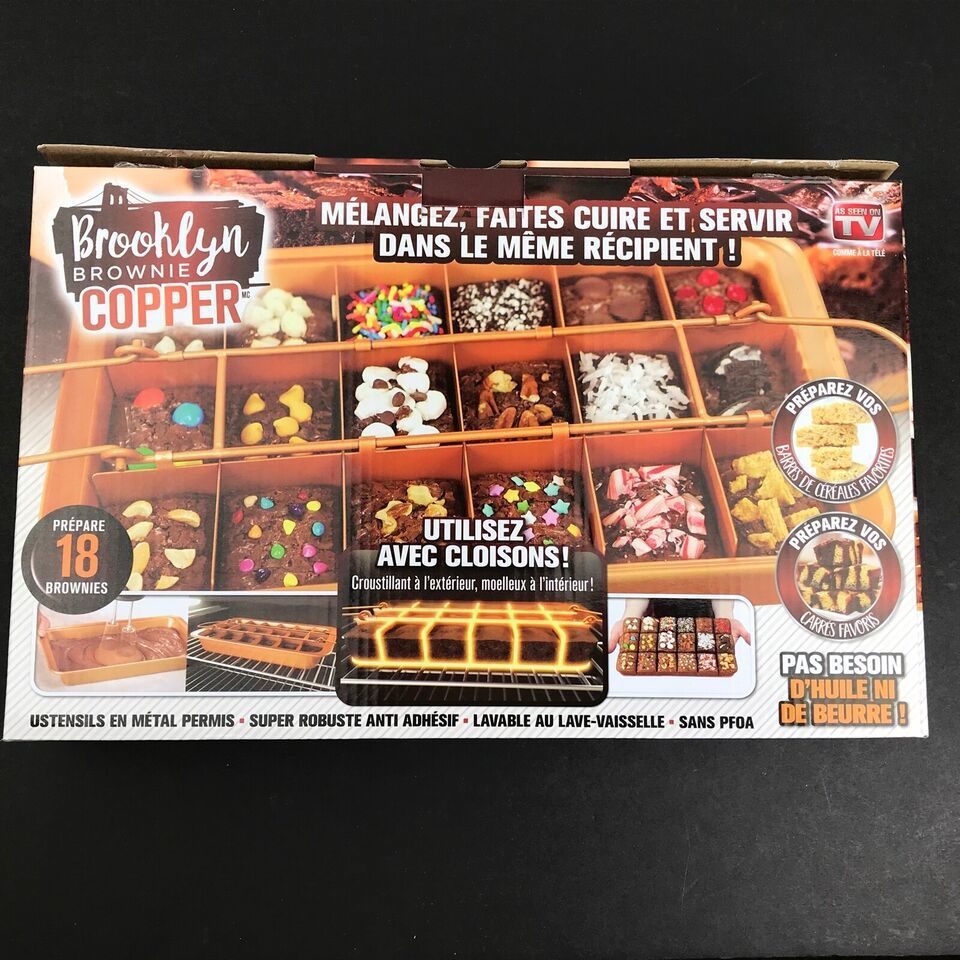 Brooklyn
BROWNIE
COPPER MC
MÉLANGEZ, FAITES CUIRE ET SERVIR
DANS LE MÊME RÉCIPIENT !
AS SEEN ON
TV
COMME À LA TÉLÉ
PRÉPAREZ VOS
BARRES DE CÉRÉALES FAVORITES
PRÉPARE
18
BROWNIES
UTILISEZ
AVEC CLOISONS!
Croustillant à l'extérieur, moelleux à l'intérieur!
PRÉPAREZ VOS
CARRÉS FAVORIS
PAS BESOIN
D'HUILE NI
DE BEURRE !
USTENSILS EN MÉTAL PERMIS ▪ SUPER ROBUSTE ANTI ADHÉSIF ▪ LAVABLE AU LAVE-VAISSELLE ▪ SANS PFOA